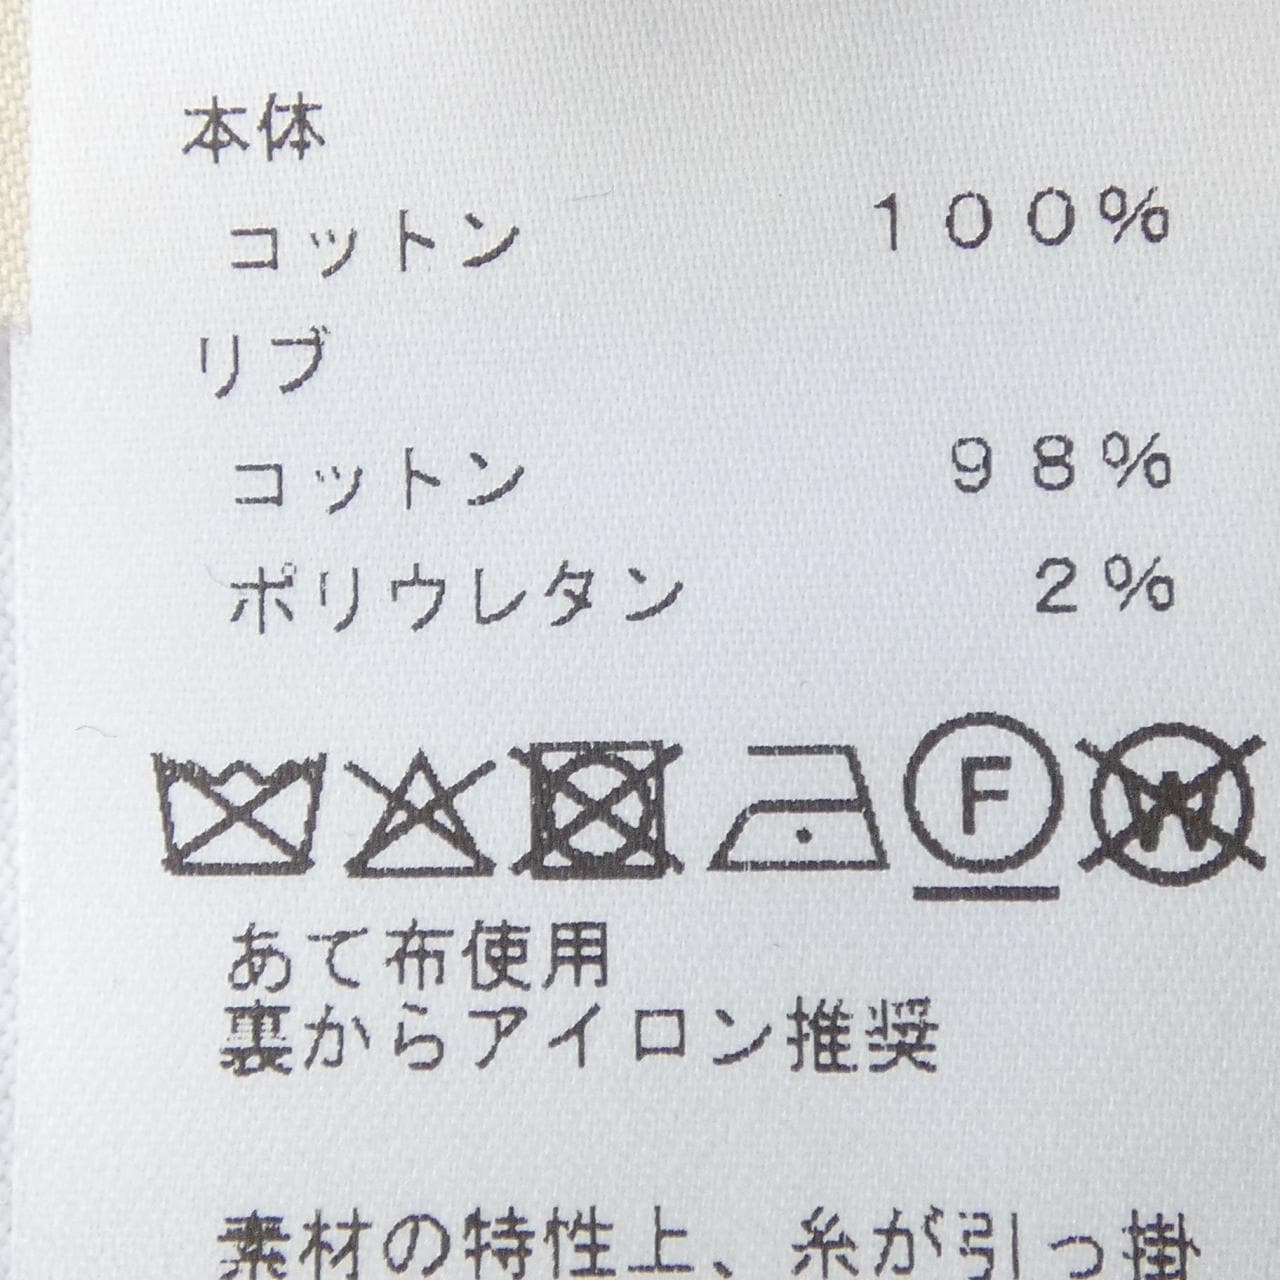 本体
コットン 100%
リブ
コットン 98%
ポリウレタン 2%
F W
あて布使用
裏からアイロン推奨
素材の特性上、糸が引っ掛